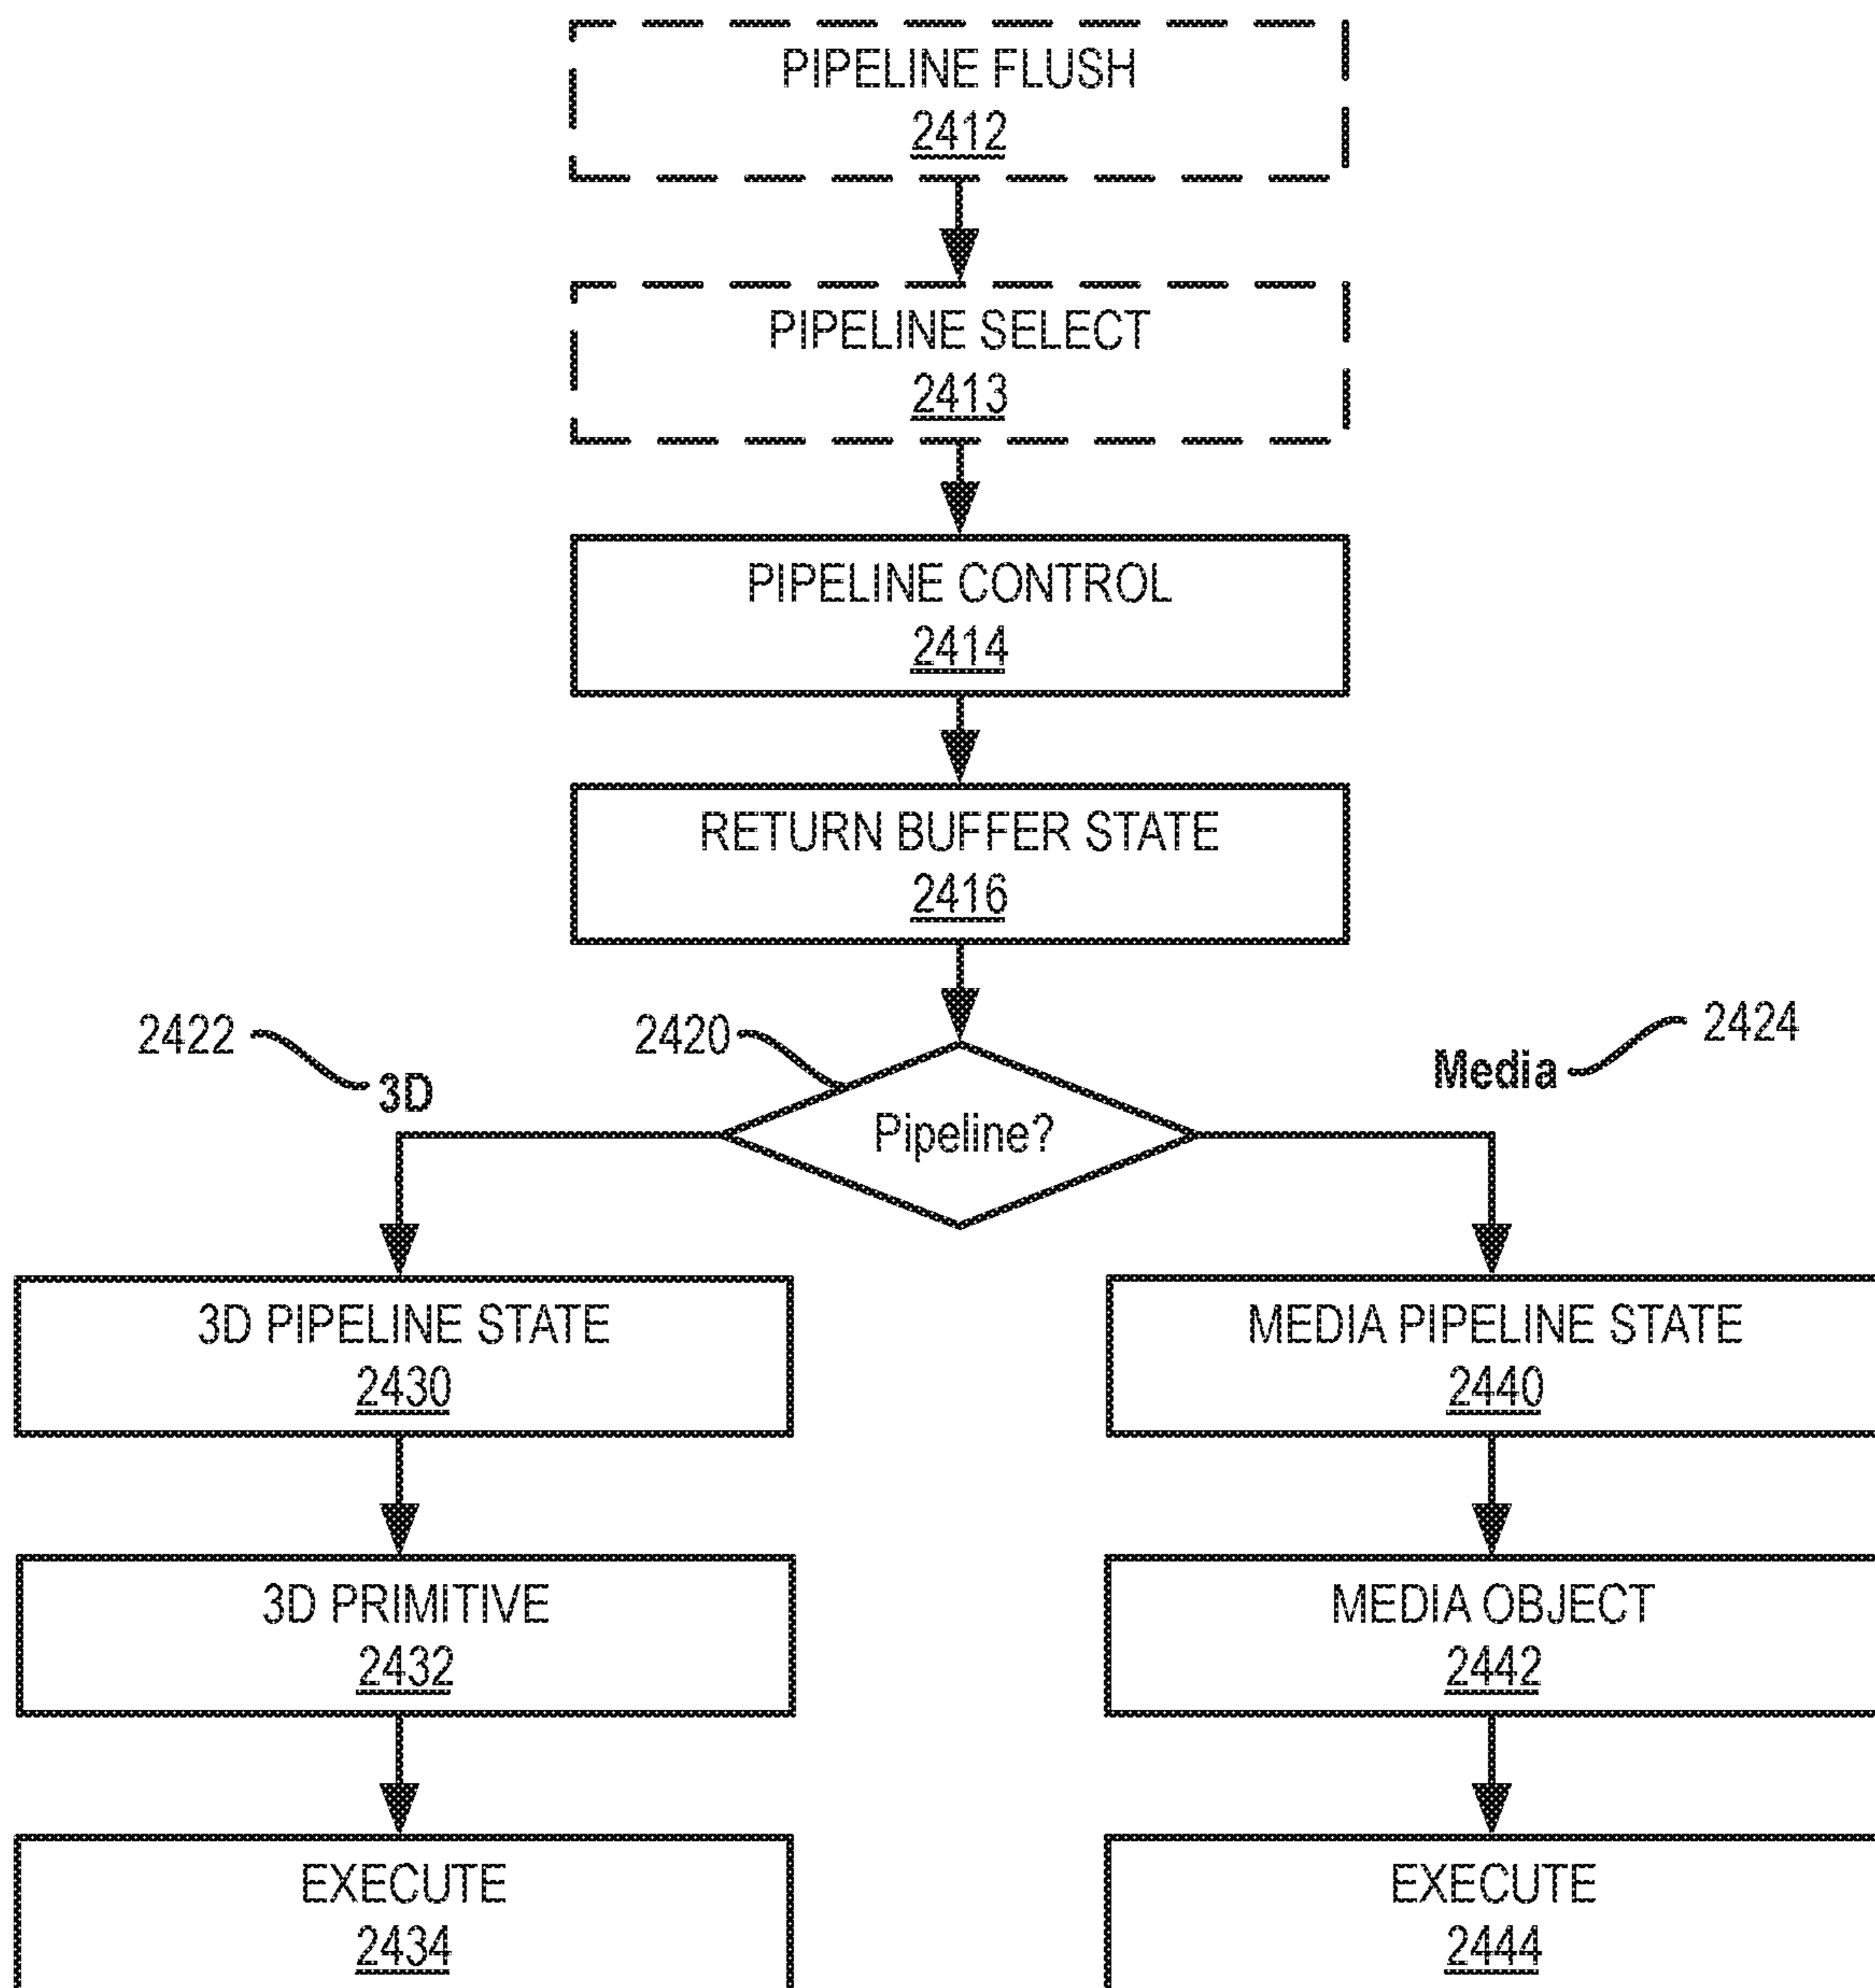 PIPELINE FLUSH
2412
PIPELINE SELECT
2413
PIPELINE CONTROL
2414
RETURN BUFFER STATE
2416
2422
3D
2420
Pipeline?
Media
2424
3D PIPELINE STATE
2430
MEDIA PIPELINE STATE
2440
3D PRIMITIVE
2432
MEDIA OBJECT
2442
EXECUTE
2434
EXECUTE
2444